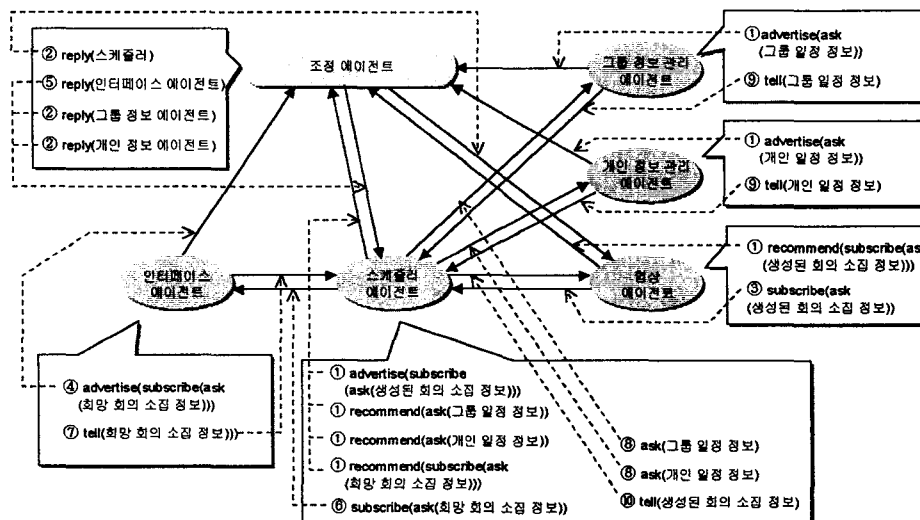 ② reply(스케줄러)
⑤ reply(인터페이스 에이전트)
② reply(그룹 정보 에이전트)
② reply(개인 정보 에이전트)
조정 에이전트
그룹 정보 관리
에이전트
① advertise(ask
(그룹 일정 정보))
⑨ tell(그룹 일정 정보)
개인 정보 관리
에이전트
① advertise(ask
(개인 일정 정보))
⑨ tell(개인 일정 정보)
인터페이스
에이전트
스케줄러
에이전트
협상
에이전트
① recommend(subscribe(ask
(생성된 회의 소집 정보)))
③ subscribe(ask
(생성된 회의 소집 정보))
④ advertise(subscribe(ask
(희망 회의 소집 정보)))
⑦ tell(희망 회의 소집 정보)))
① advertise(subscribe
(ask(생성된 회의 소집 정보)))
① recommend(ask(그룹 일정 정보))
① recommend(ask(개인 일정 정보))
① recommend(subscribe(ask
(희망 회의 소집 정보)))
⑥ subscribe(ask(희망 회의 소집 정보))
⑧ ask(그룹 일정 정보)
⑧ ask(개인 일정 정보)
⑩ tell(생성된 회의 소집 정보)